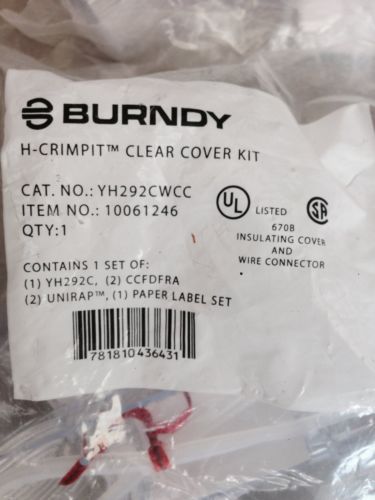 BURNDY
H-CRIMPIT™ CLEAR COVER KIT
CAT. NO.: YH292CWCC
ITEM NO.: 10061246
QTY:1
UL LISTED SA
670B
INSULATING COVER
AND
WIRE CONNECTOR
CONTAINS 1 SET OF:
(1) YH292C, (2) CCFDFRA
(2) UNIRAP™, (1) PAPER LABEL SET
781810436431